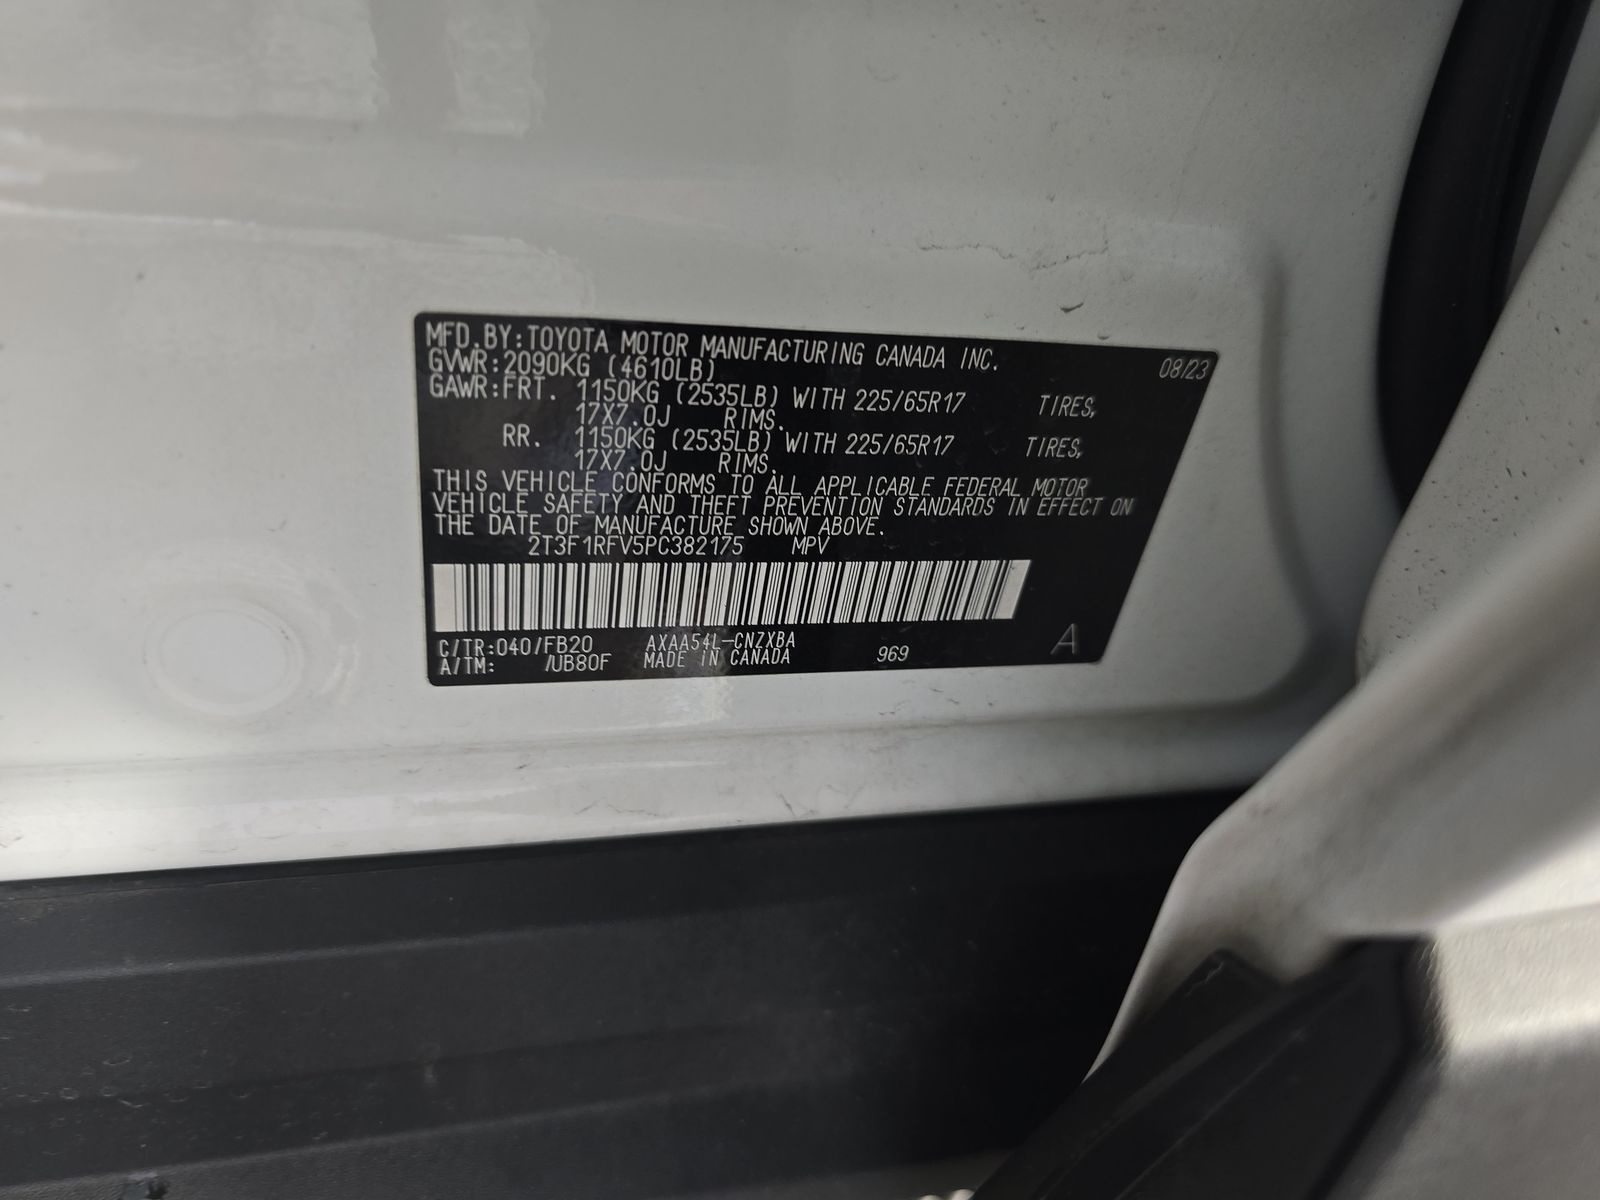 MFD.BY:TOYOTA MOTOR MANUFACTURING CANADA INC. 08/23
GVWR:2090KG (4610LB)
GAWR:FRT. 1150KG (2535LB) WITH 225/65R17 TIRES,
17X7.0J RIMS.
RR. 1150KG (2535LB) WITH 225/65R17 TIRES,
17X7.0J RIMS.
THIS VEHICLE CONFORMS TO ALL APPLICABLE FEDERAL MOTOR
VEHICLE SAFETY AND THEFT PREVENTION STANDARDS IN EFFECT ON
THE DATE OF MANUFACTURE SHOWN ABOVE.
2T3F1RFV5PC382175 MPV
C/TR:040/FB20 AXAA54L-CNZXBA
A/TM: /UB80F MADE IN CANADA 969 A